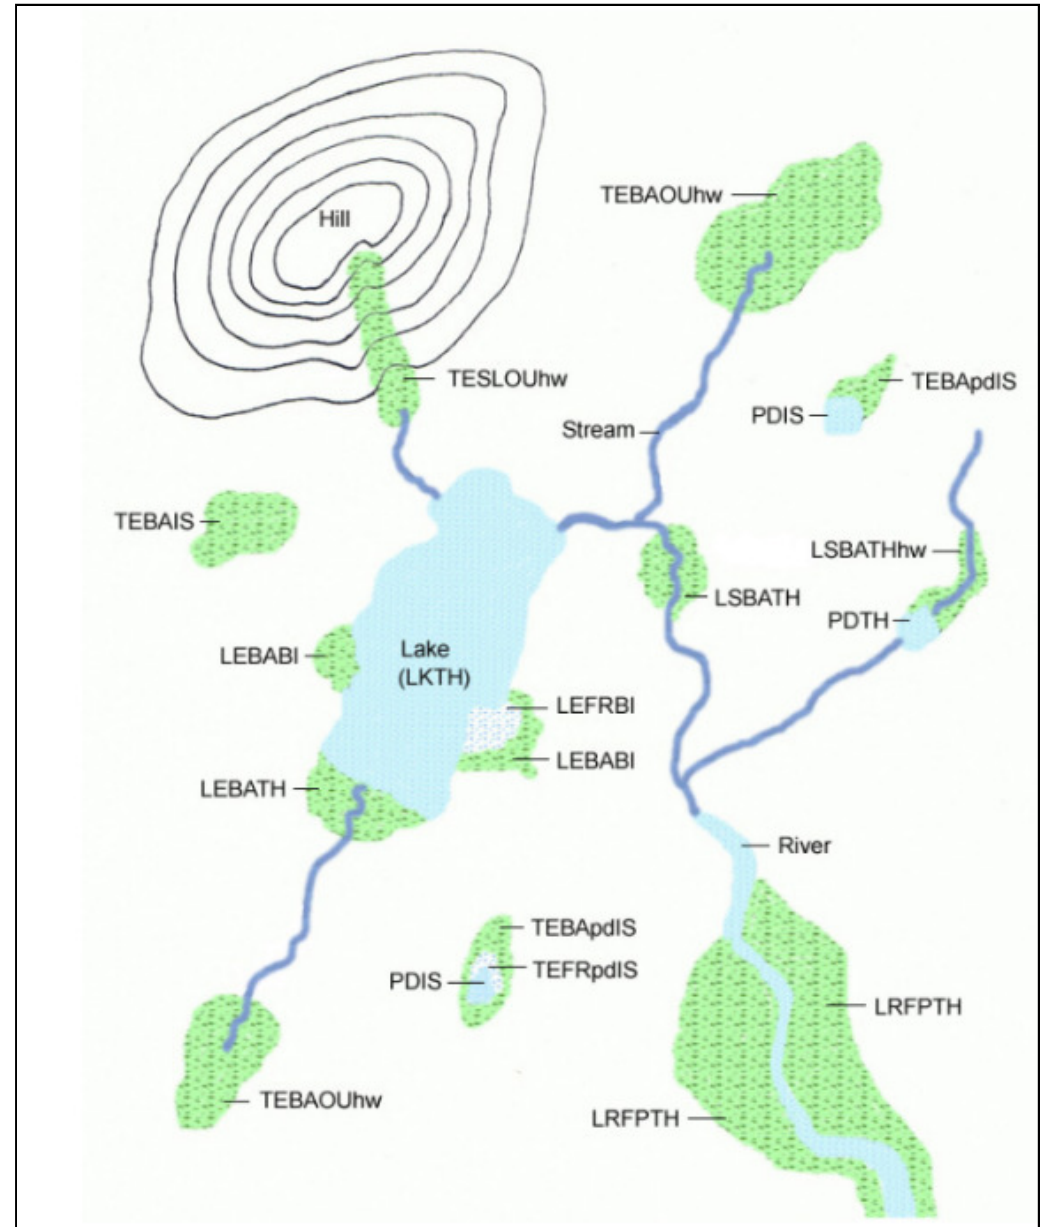 TEBAOUhw
Hill
TESLOUhw
TEBApdIS
PDIS
Stream
TEBAIS
LSBATHhw
LSBATH
PDTH
LEBABI
Lake
(LKTH)
LEFRBI
LEBABI
LEBATH
River
TEBApdIS
TEFRpdIS
PDIS
LRFPTH
TEBAOUhw
LRFPTH